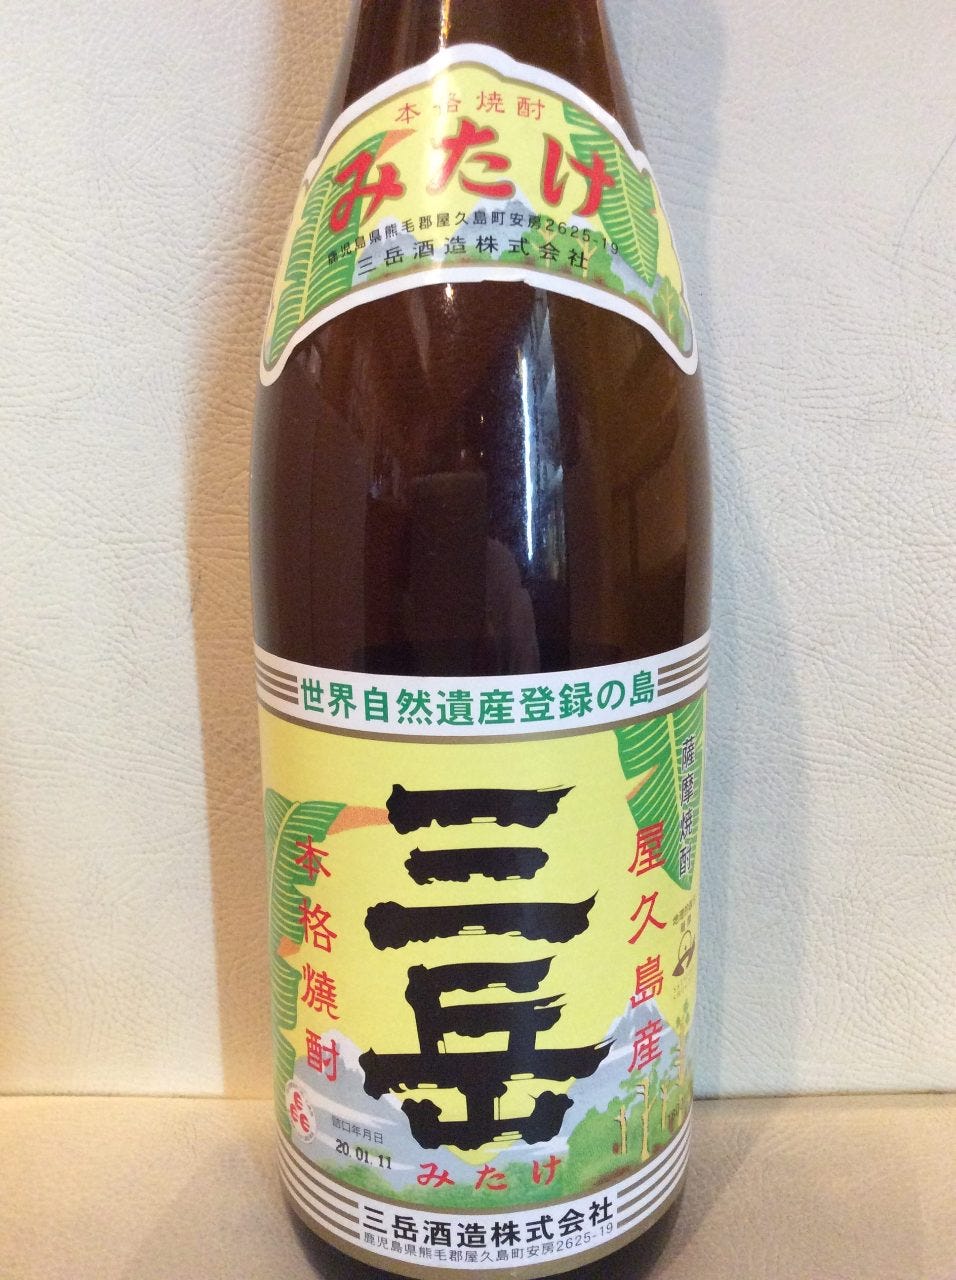 本格焼酎
みたけ
鹿児島県熊毛郡屋久島町安房2625-19
三岳酒造株式会社
世界自然遺産登録の島
薩摩焼酎
屋久島産
三岳
みたけ
本格焼酎
詰口年月日
20.01.11
三岳酒造株式会社
鹿児島県熊毛郡屋久島町安房2625-19